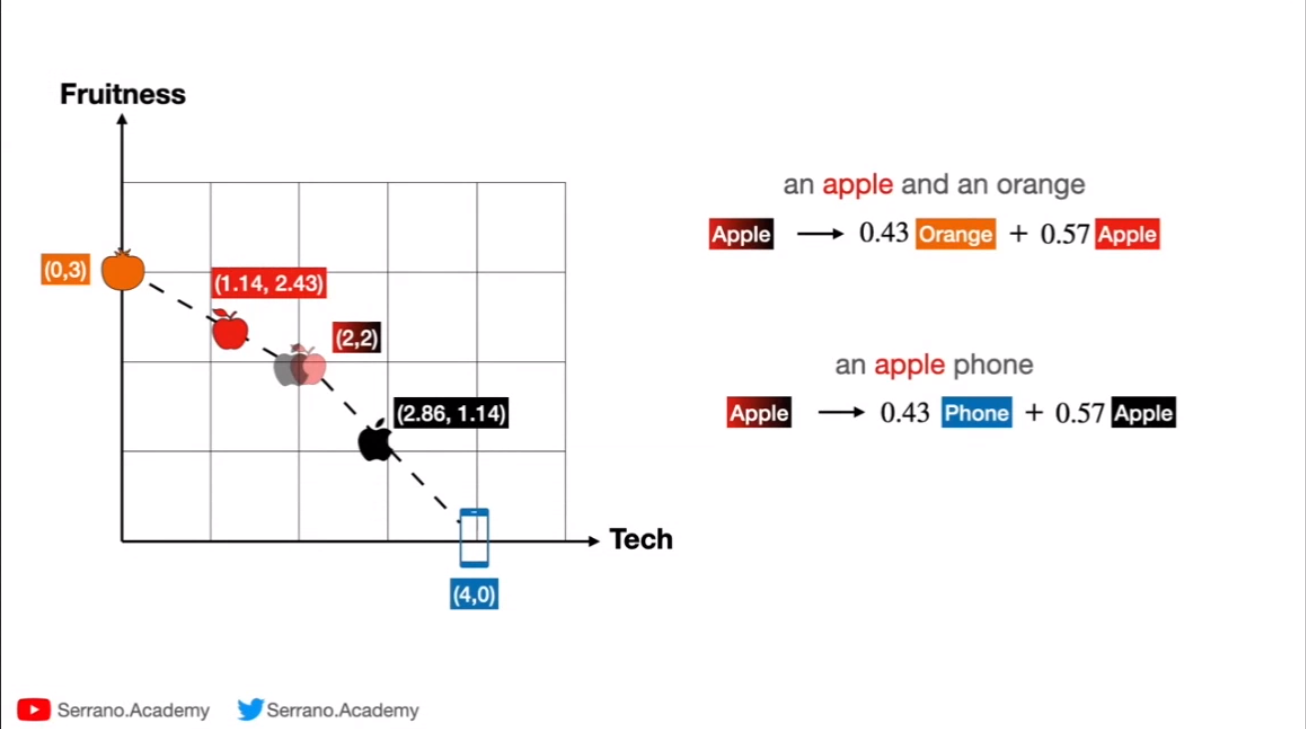 Fruitness
(0,3)
(1.14, 2.43)
(2,2)
(2.86, 1.14)
Tech
(4,0)
an apple and an orange
Apple → 0.43 Orange + 0.57 Apple
an apple phone
Apple → 0.43 Phone + 0.57 Apple
Serrano.Academy
Serrano.Academy